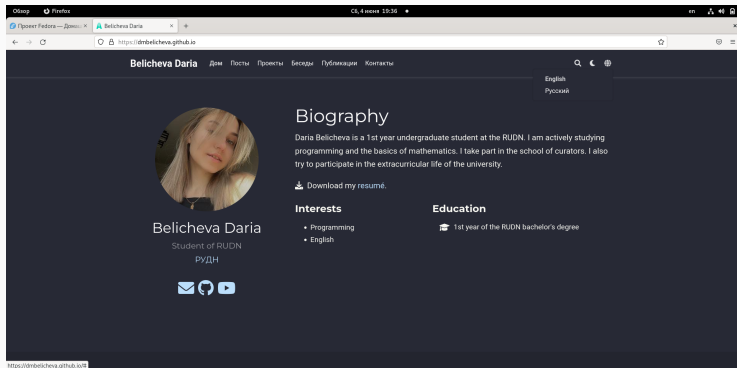 Обзор Firefox Сб, 4 июня 19:36 en
Проект Fedora — Дома × Belicheva Daria × +
https://dmbelicheva.github.io
Belicheva Daria Дом Посты Проекты Беседы Публикации Контакты
English
Русский
Biography
Daria Belicheva is a 1st year undergraduate student at the RUDN. I am actively studying
programming and the basics of mathematics. I take part in the school of curators. I also
try to participate in the extracurricular life of the university.
Download my resumé.
Interests
Programming
English
Education
1st year of the RUDN bachelor's degree
Belicheva Daria
Student of RUDN
РУДН
https://dmbelicheva.github.io/#